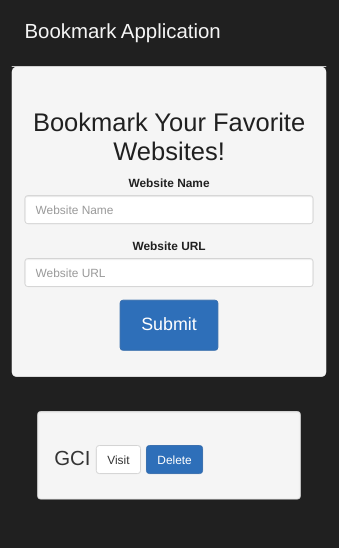 Bookmark Application
Bookmark Your Favorite
Websites!
Website Name
Website Name
Website URL
Website URL
Submit
GCI Visit Delete